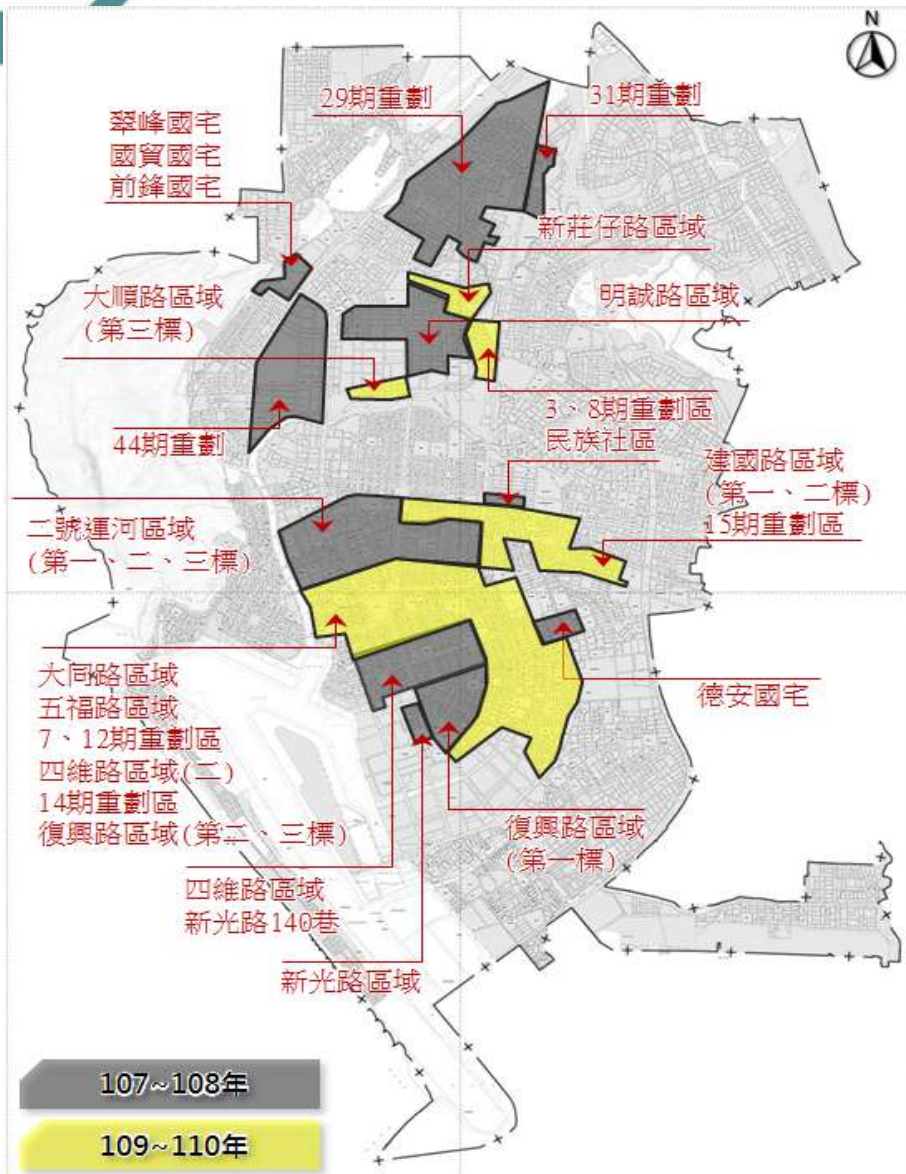 N
29期重劃
31期重劃
翠峰國宅
國貿國宅
前鋒國宅
新莊仔路區域
大順路區域
(第三標)
明誠路區域
44期重劃
3、8期重劃區
民族社區
建國路區域
(第一、二標)
15期重劃區
二號運河區域
(第一、二、三標)
大同路區域
五福路區域
7、12期重劃區
四維路區域(二)
14期重劃區
復興路區域(第二、三標)
德安國宅
復興路區域
(第一標)
四維路區域
新光路140巷
新光路區域
107~108年
109~110年